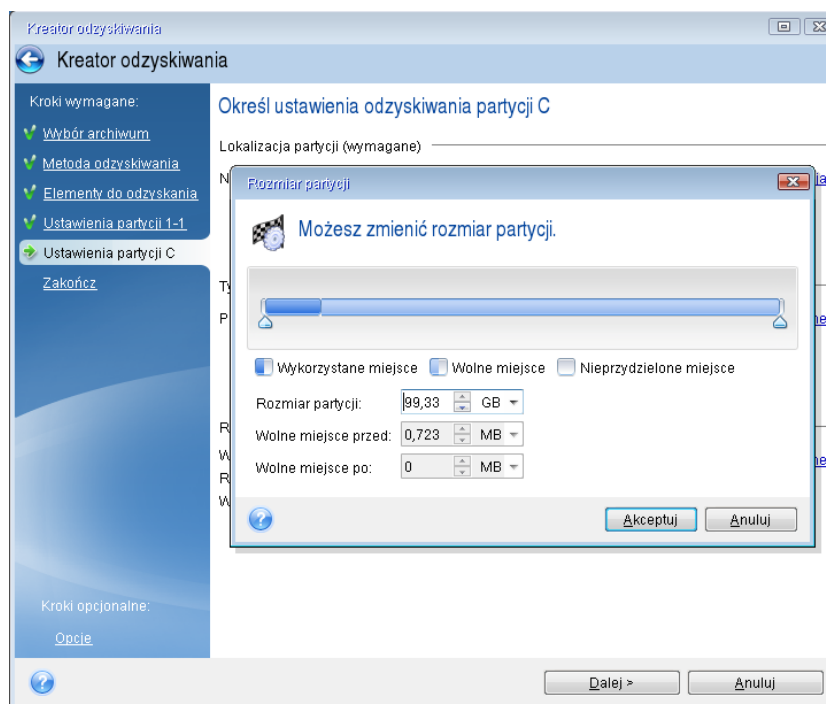 Kreator odzyskiwania
Kreator odzyskiwania
Kroki wymagane:
Wybór archiwum
Metoda odzyskiwania
Elementy do odzyskania
Ustawienia partycji 1-1
Ustawienia partycji C
Zakończ
Kroki opcjonalne:
Opcje
Określ ustawienia odzyskiwania partycji C
Lokalizacja partycji (wymagane)
Rozmiar partycji
Możesz zmienić rozmiar partycji.
Wykorzystane miejsce Wolne miejsce Nieprzydzielone miejsce
Rozmiar partycji: 99,33 GB
Wolne miejsce przed: 0,723 MB
Wolne miejsce po: 0 MB
Akceptuj Anuluj
Dalej > Anuluj